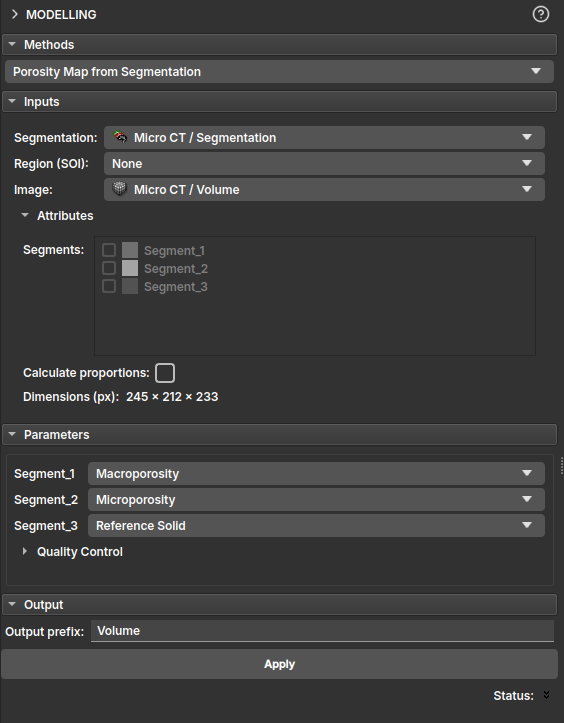 MODELLING
Methods
Porosity Map from Segmentation
Inputs
Segmentation: Micro CT / Segmentation
Region (SOI): None
Image: Micro CT / Volume
Attributes
Segments: Segment_1
Segment_2
Segment_3
Calculate proportions:
Dimensions (px): 245 × 212 × 233
Parameters
Segment_1 Macroporosity
Segment_2 Microporosity
Segment_3 Reference Solid
Quality Control
Output
Output prefix: Volume
Apply
Status: